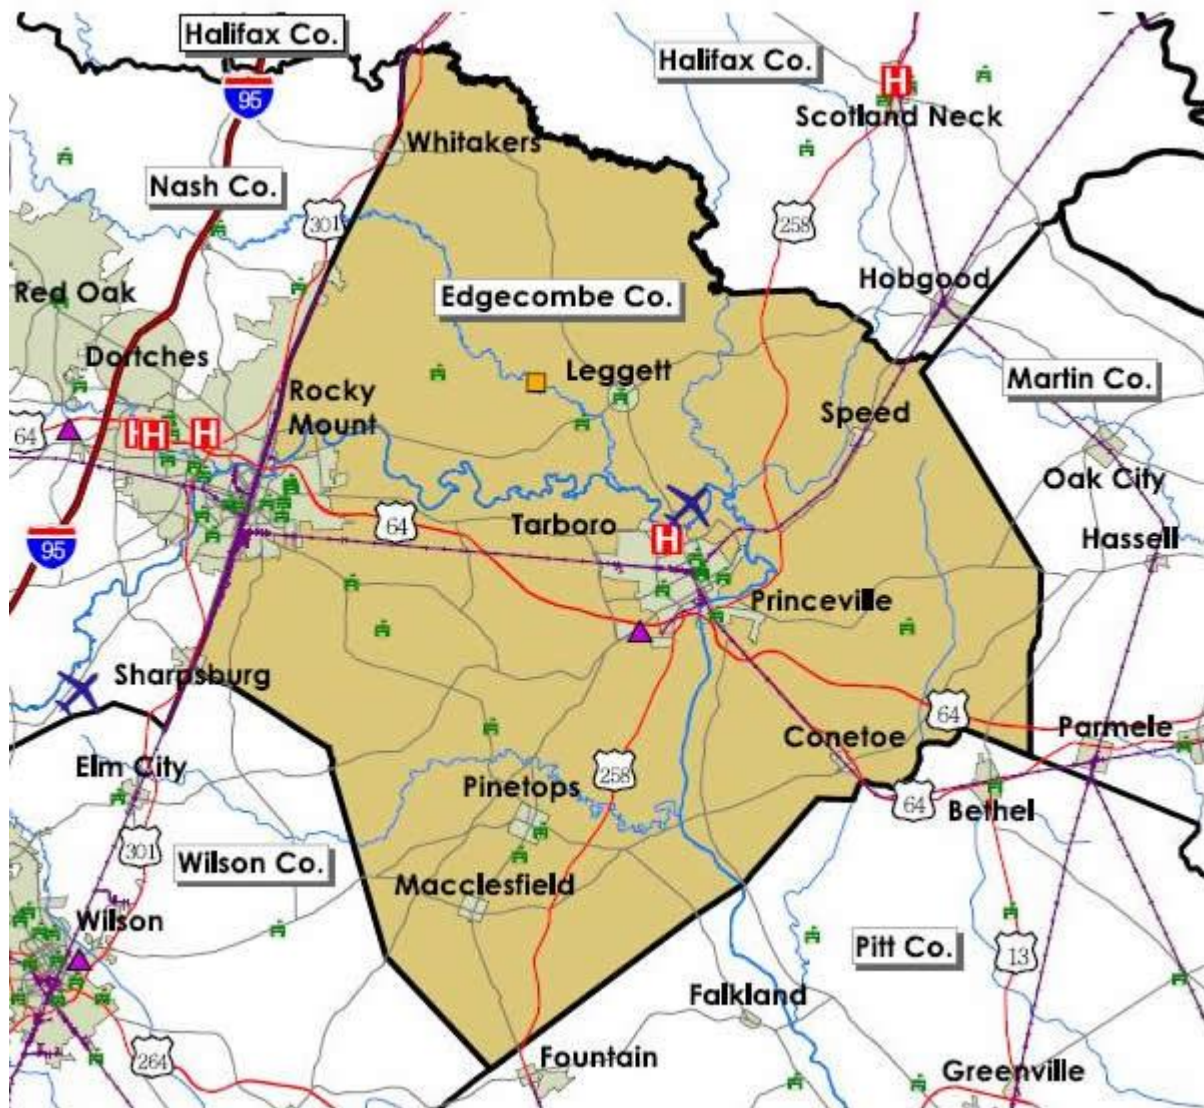 Halifax Co.
Halifax Co.
95
H
Scotland Neck
Whitakers
Nash Co.
301
258
Hobgood
Red Oak
Edgecombe Co.
Dortches
Leggett
Martin Co.
Rocky
Mount
Speed
64
H
H
H
Oak City
64
Tarboro
H
Hassell
95
Princeville
Sharpsburg
64
Parmele
Conetoe
Elm City
258
Pinetops
64
Bethel
301
Wilson Co.
Macclesfield
Wilson
Pitt Co.
13
Falkland
264
Fountain
Greenville